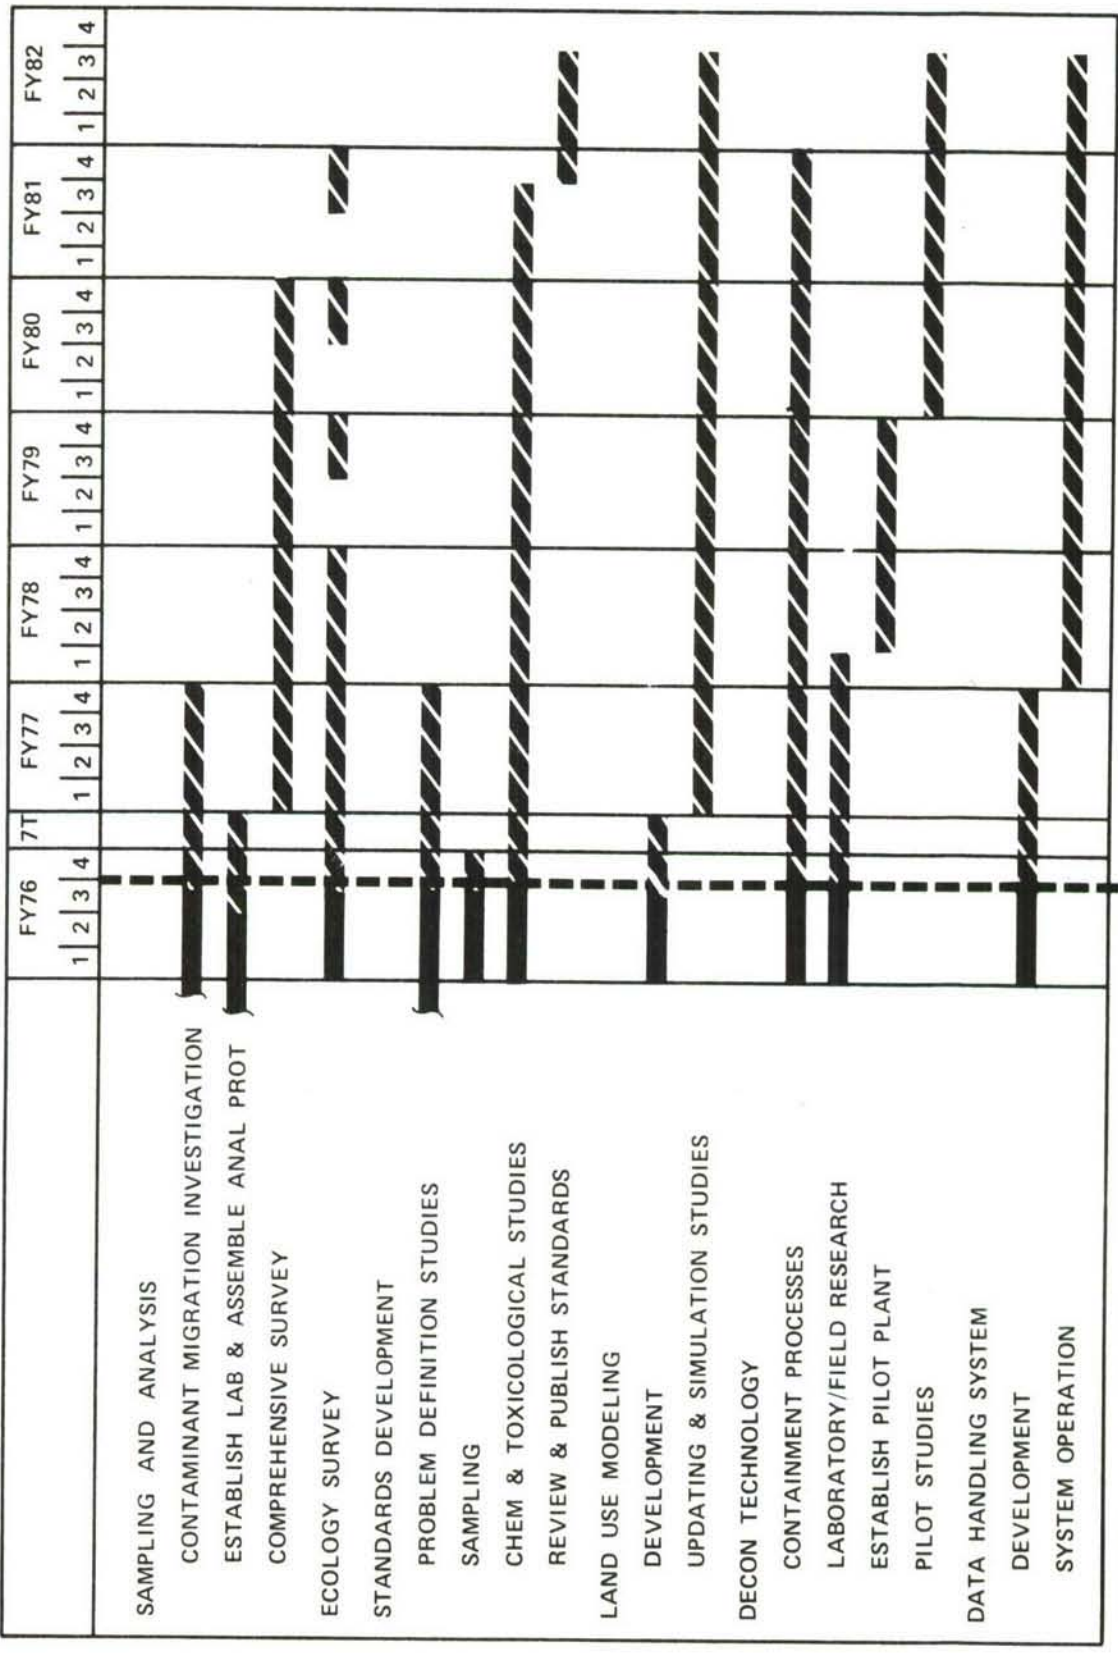 FY76 7T FY77 FY78 FY79 FY80 FY81 FY82
1 2 3 4 1 2 3 4 1 2 3 4 1 2 3 4 1 2 3 4 1 2 3 4 1 2 3 4
SAMPLING AND ANALYSIS
CONTAMINANT MIGRATION INVESTIGATION
ESTABLISH LAB & ASSEMBLE ANAL PROT
COMPREHENSIVE SURVEY
ECOLOGY SURVEY
STANDARDS DEVELOPMENT
PROBLEM DEFINITION STUDIES
SAMPLING
CHEM & TOXICOLOGICAL STUDIES
REVIEW & PUBLISH STANDARDS
LAND USE MODELING
DEVELOPMENT
UPDATING & SIMULATION STUDIES
DECON TECHNOLOGY
CONTAINMENT PROCESSES
LABORATORY/FIELD RESEARCH
ESTABLISH PILOT PLANT
PILOT STUDIES
DATA HANDLING SYSTEM
DEVELOPMENT
SYSTEM OPERATION